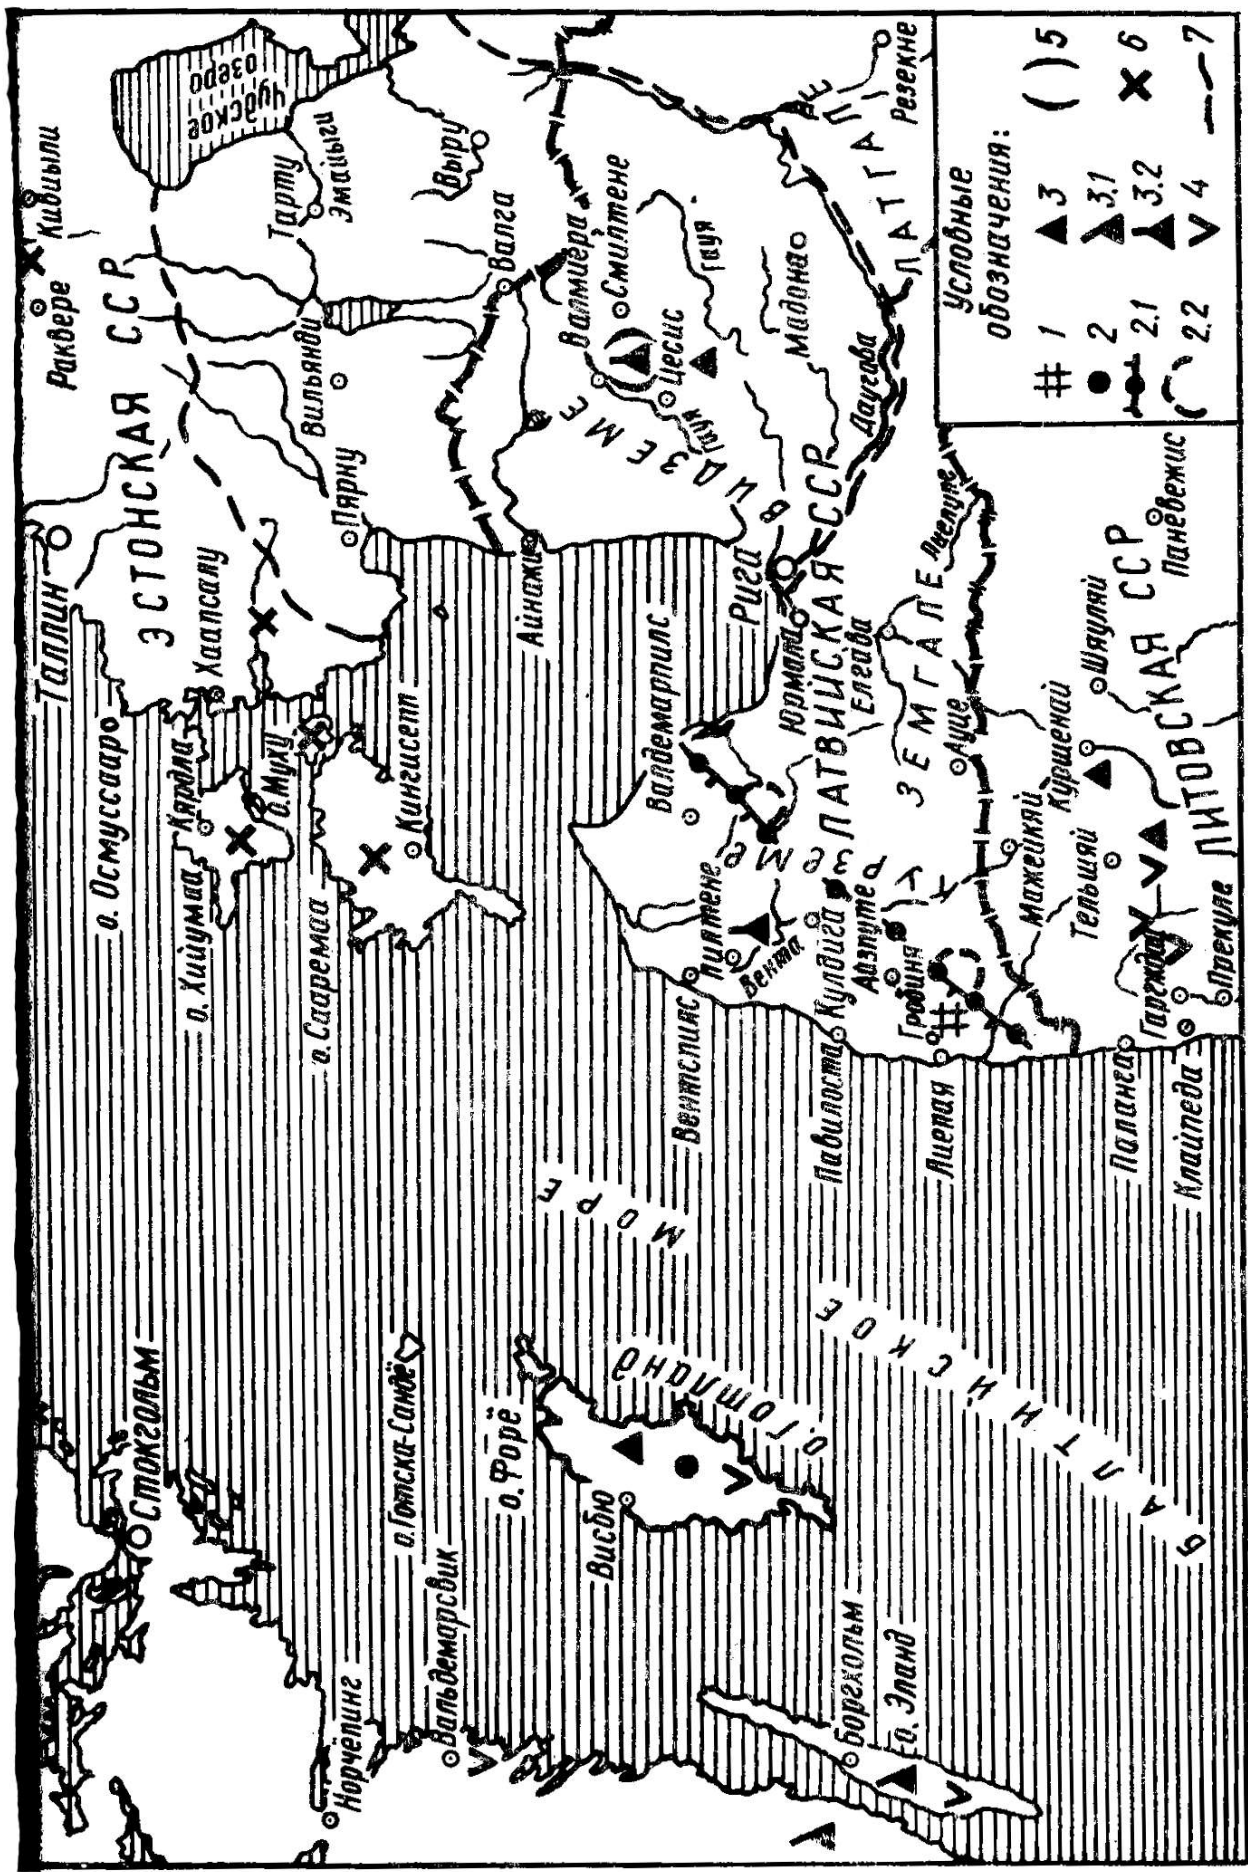 Стокгольм
Норчёпинг
Вальдемарсвик
о. Готска-Сандё
о. Форё
Висбю
о. Готланд
Боргхольм
о. Эланд
БАЛТИЙСКОЕ МОРЕ
Таллин
о. Осмуссаар
Хаапсалу
Кярдла
о. Хийумаа
о. Муху
о. Сааремаа
Кингисепп
ЭСТОНСКАЯ ССР
Раквере
Кивиыли
Чудское
озеро
Тарту
Эмайыги
Вильянди
Пярну
Выру
Валга
Айнажи
Валмиера
Смилтене
Цесис
Гауя
Гауя
ВИДЗЕМЕ
Мадона
Даугава
Резекне
ЛАТГАЛЕ
Рига
Юрмала
Елгава
ЛАТВИЙСКАЯ ССР
ЗЕМГАЛЕ
Ауце
Валдемарпилс
Пилтене
Вентспилс
Курземе
Кулдига
Айзпуте
Павилоста
Гробиня
Лиепая
Мажейкяй
Куршенай
Шяуляй
Паневежис
Тельшяй
ЛИТОВСКАЯ ССР
Паланга
Гаргждай
Клайпеда
Прекуле
Условные
обозначения:
1
2
2.1
2.2
3
3.1
3.2
4
5
6
7